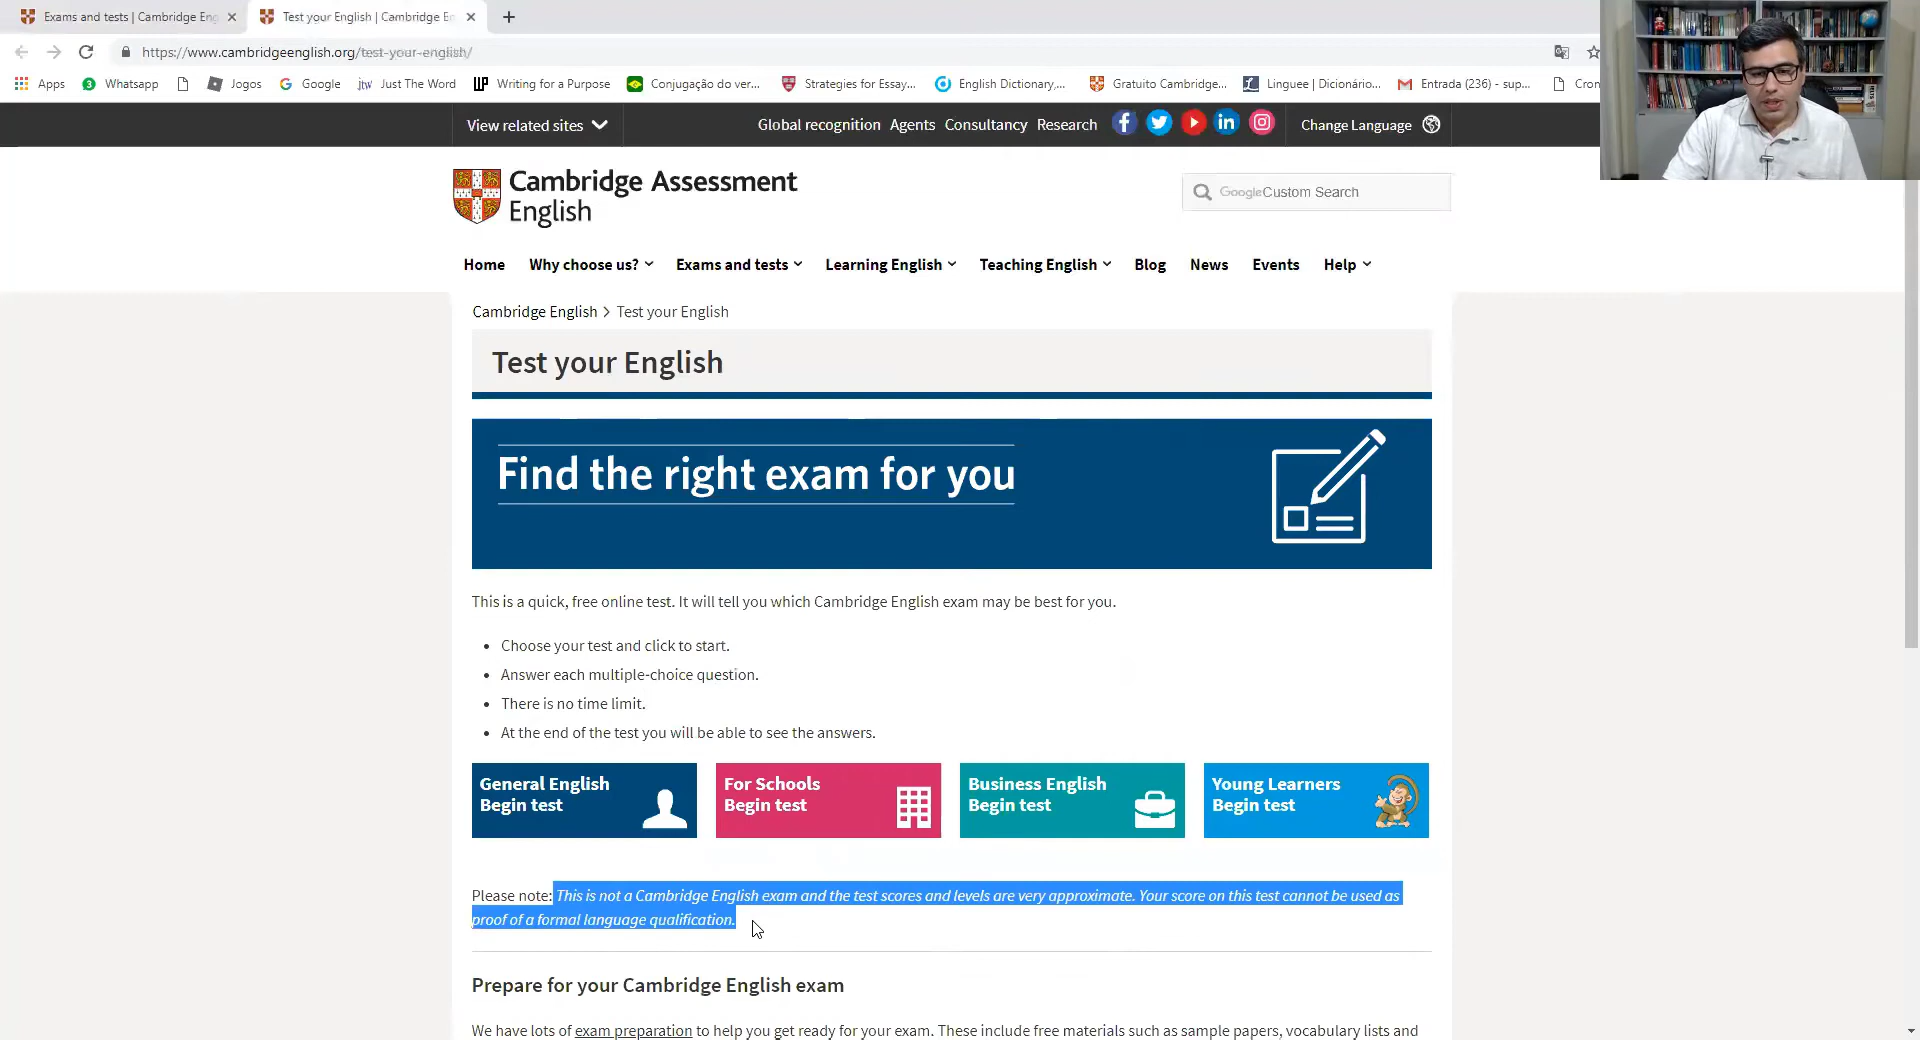 Exams and tests | Cambridge Eng
Test your English | Cambridge En
https://www.cambridgeenglish.org/test-your-english/
Apps
Whatsapp
Jogos
Google
jtw Just The Word
Writing for a Purpose
Conjugação do ver...
Strategies for Essay...
English Dictionary,...
Gratuito Cambridge...
Linguee | Dicionário...
Entrada (236) - sup...
Cron
View related sites
Global recognition Agents Consultancy Research
Change Language
Cambridge Assessment
English
Google Custom Search
Home Why choose us? Exams and tests Learning English Teaching English Blog News Events Help
Cambridge English > Test your English
Test your English
Find the right exam for you
This is a quick, free online test. It will tell you which Cambridge English exam may be best for you.
• Choose your test and click to start.
• Answer each multiple-choice question.
• There is no time limit.
• At the end of the test you will be able to see the answers.
General English
Begin test
For Schools
Begin test
Business English
Begin test
Young Learners
Begin test
Please note: This is not a Cambridge English exam and the test scores and levels are very approximate. Your score on this test cannot be used as
proof of a formal language qualification.
Prepare for your Cambridge English exam
We have lots of exam preparation to help you get ready for your exam. These include free materials such as sample papers, vocabulary lists and